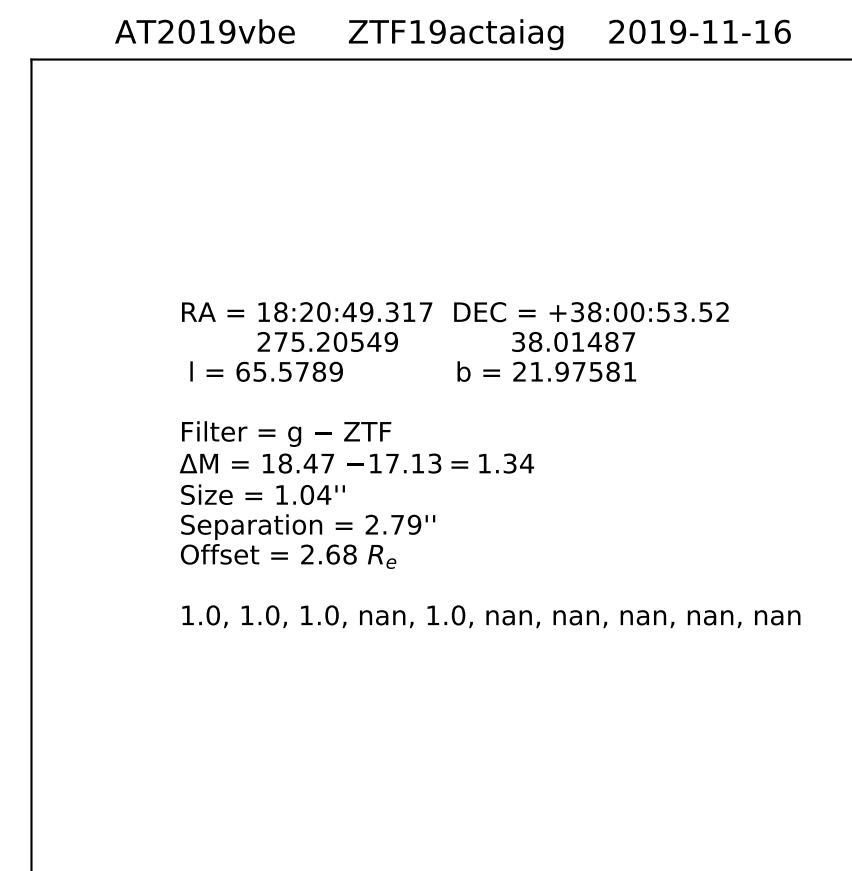 AT2019vbe ZTF19actaiag 2019-11-16
RA = 18:20:49.317 DEC = +38:00:53.52
275.20549 38.01487
l = 65.5789 b = 21.97581
Filter = g − ZTF
ΔM = 18.47 −17.13 = 1.34
Size = 1.04''
Separation = 2.79''
Offset = 2.68 Rₑ
1.0, 1.0, 1.0, nan, 1.0, nan, nan, nan, nan, nan